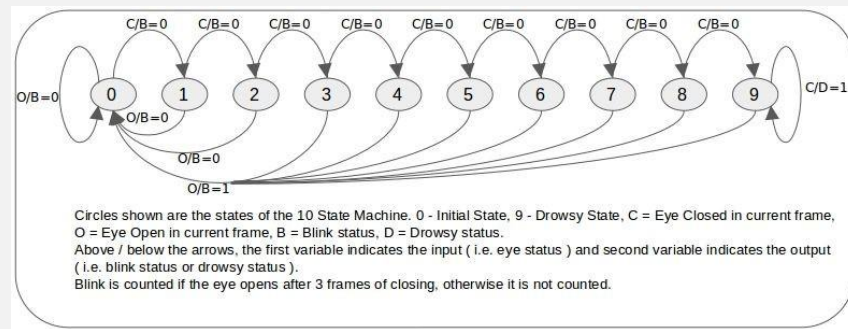 C/B=0 C/B=0 C/B=0 C/B=0 C/B=0 C/B=0 C/B=0 C/B=0 C/B=0
O/B=0 0 1 2 3 4 5 6 7 8 9 C/D=1
O/B=0
O/B=0
O/B=1
Circles shown are the states of the 10 State Machine. 0 - Initial State, 9 - Drowsy State, C = Eye Closed in current frame,
O = Eye Open in current frame, B = Blink status, D = Drowsy status.
Above / below the arrows, the first variable indicates the input ( i.e. eye status ) and second variable indicates the output
( i.e. blink status or drowsy status ).
Blink is counted if the eye opens after 3 frames of closing, otherwise it is not counted.